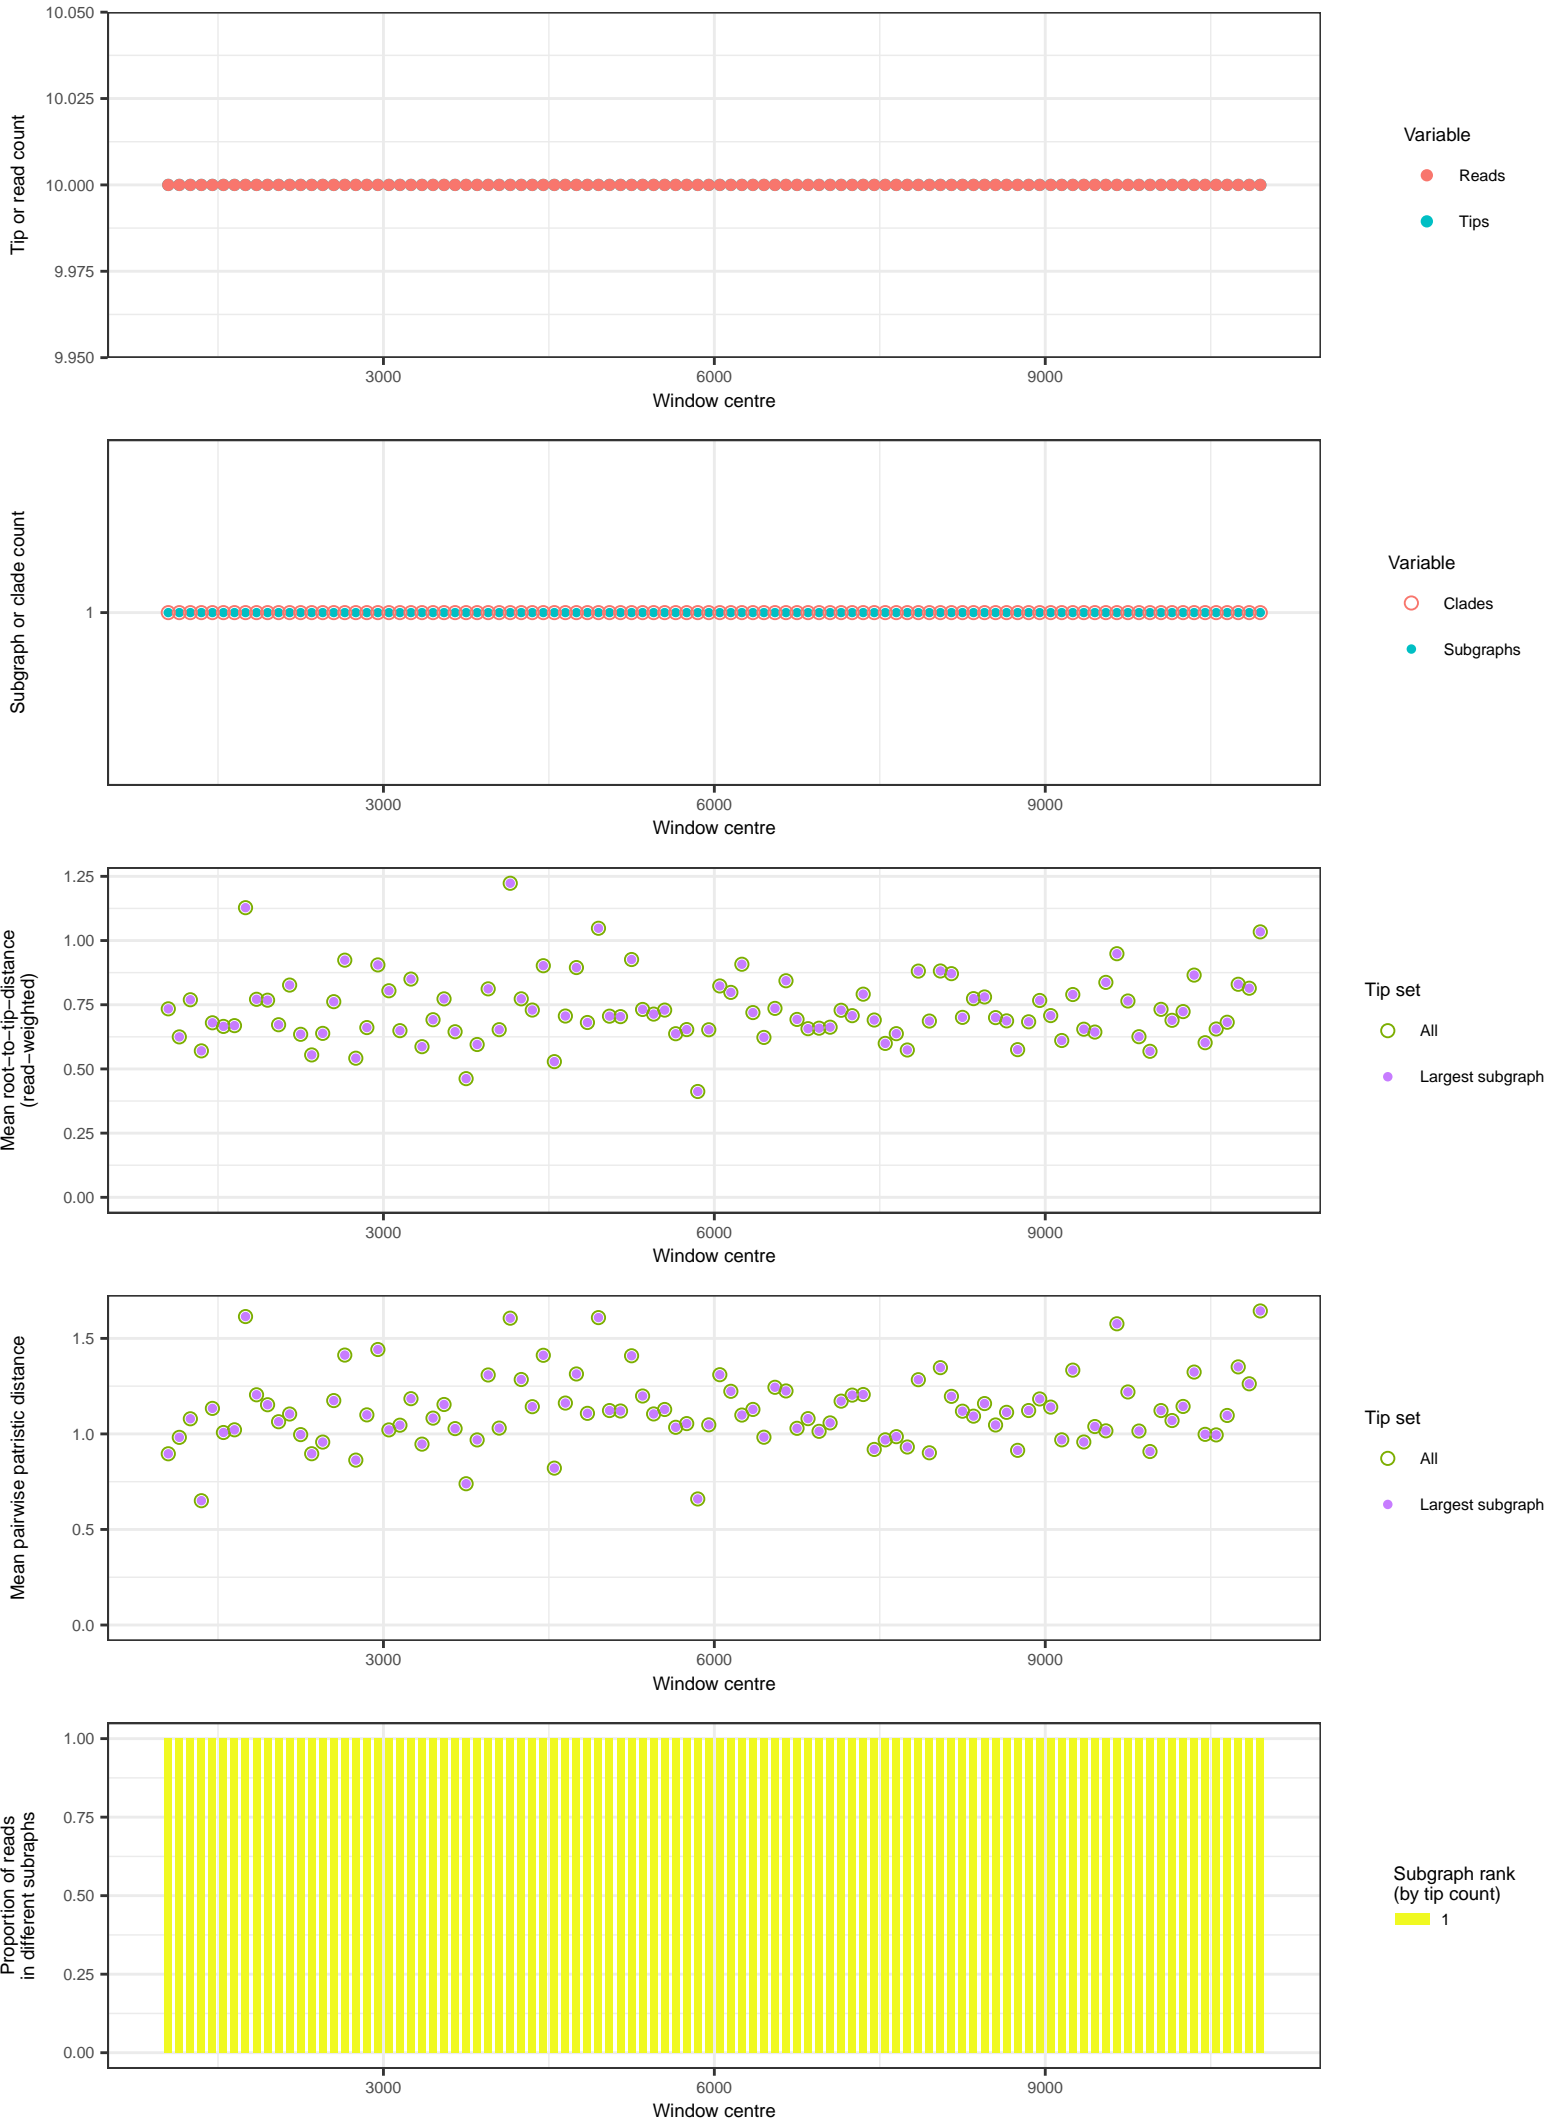 10.050
10.025
10.000
9.975
9.950
Tip or read count
3000
6000
9000
Window centre
Variable
Reads
Tips
1
Subgraph or clade count
3000
6000
9000
Window centre
Variable
Clades
Subgraphs
1.25
1.00
0.75
0.50
0.25
0.00
Mean root−to−tip−distance
(read−weighted)
3000
6000
9000
Window centre
Tip set
All
Largest subgraph
1.5
1.0
0.5
0.0
Mean pairwise patristic distance
3000
6000
9000
Window centre
Tip set
All
Largest subgraph
1.00
0.75
0.50
0.25
0.00
Proportion of reads
in different subraphs
3000
6000
9000
Window centre
Subgraph rank
(by tip count)
1